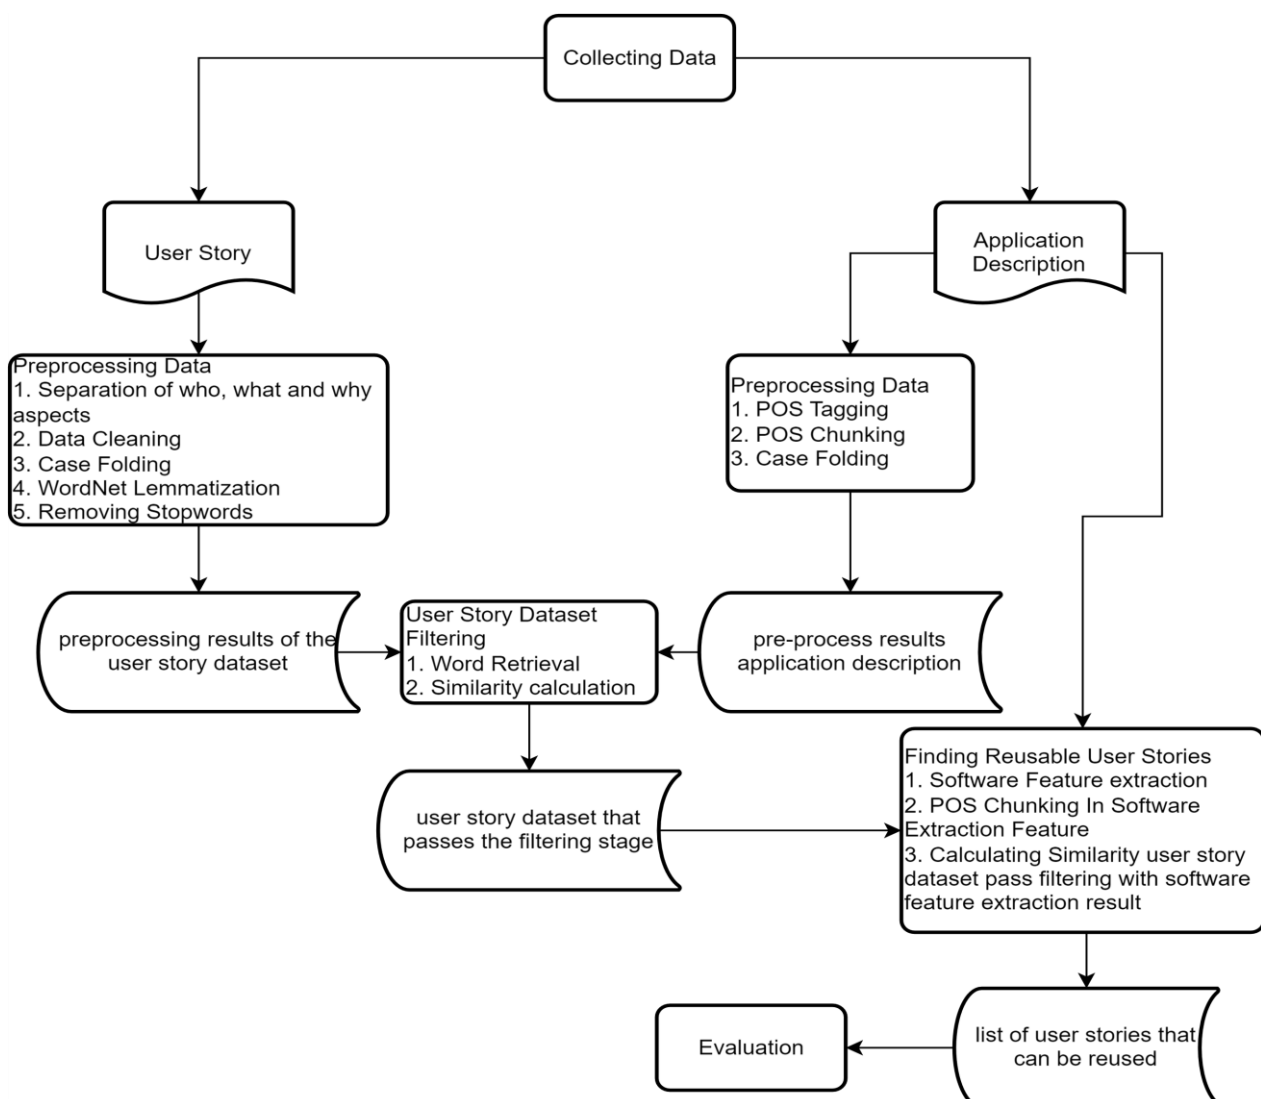 Collecting Data
User Story
Application
Description
Preprocessing Data
1. Separation of who, what and why
aspects
2. Data Cleaning
3. Case Folding
4. WordNet Lemmatization
5. Removing Stopwords
Preprocessing Data
1. POS Tagging
2. POS Chunking
3. Case Folding
preprocessing results of the
user story dataset
User Story Dataset
Filtering
1. Word Retrieval
2. Similarity calculation
pre-process results
application description
user story dataset that
passes the filtering stage
Finding Reusable User Stories
1. Software Feature extraction
2. POS Chunking In Software
Extraction Feature
3. Calculating Similarity user story
dataset pass filtering with software
feature extraction result
list of user stories that
can be reused
Evaluation